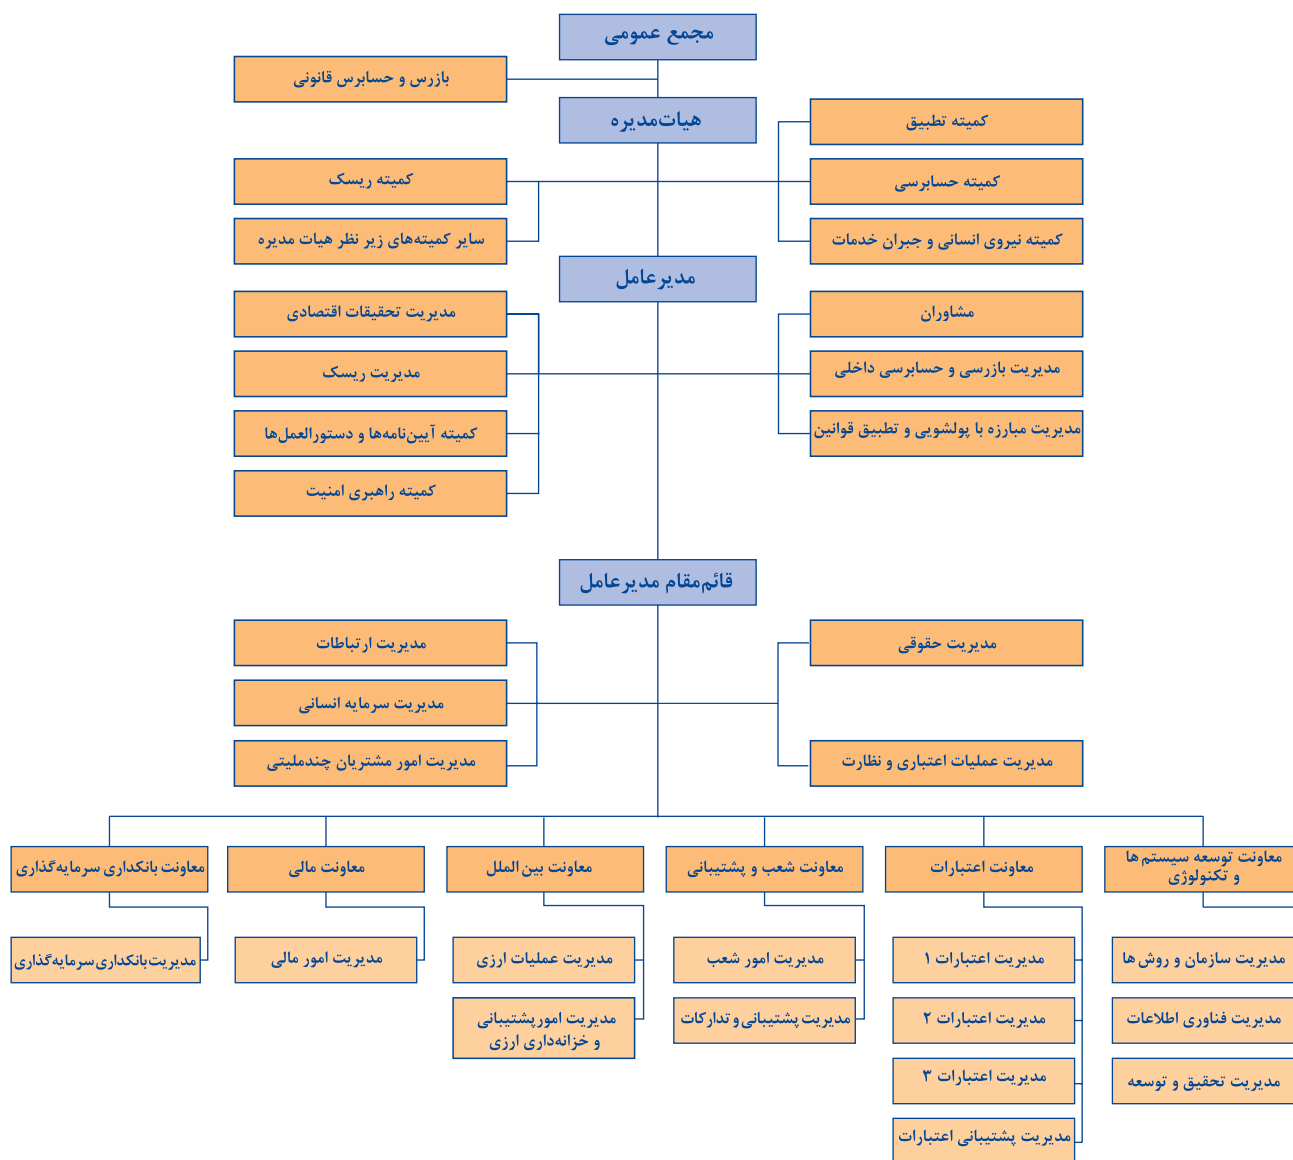 مجمع عمومی
بازرس و حسابرس قانونی
هیات‌مدیره
کمیته تطبیق
کمیته حسابرسی
کمیته ریسک
کمیته نیروی انسانی و جبران خدمات
سایر کمیته‌های زیر نظر هیات مدیره
مدیرعامل
مشاوران
مدیریت تحقیقات اقتصادی
مدیریت بازرسی و حسابرسی داخلی
مدیریت ریسک
مدیریت مبارزه با پولشویی و تطبیق قوانین
کمیته آیین‌نامه‌ها و دستورالعمل‌ها
کمیته راهبری امنیت
قائم‌مقام مدیرعامل
مدیریت حقوقی
مدیریت ارتباطات
مدیریت سرمایه انسانی
مدیریت عملیات اعتباری و نظارت
مدیریت امور مشتریان چندملیتی
معاونت توسعه سیستم ها
و تکنولوژی
معاونت اعتبارات
معاونت شعب و پشتیبانی
معاونت بین‌الملل
معاونت مالی
معاونت بانکداری سرمایه‌گذاری
مدیریت سازمان و روش ها
مدیریت اعتبارات ۱
مدیریت امور شعب
مدیریت عملیات ارزی
مدیریت امور مالی
مدیریت‌بانکداری‌سرمایه‌گذاری
مدیریت فناوری اطلاعات
مدیریت اعتبارات ۲
مدیریت پشتیبانی و تدارکات
مدیریت امورپشتیبانی
و خزانه‌داری ارزی
مدیریت تحقیق و توسعه
مدیریت اعتبارات ۳
مدیریت پشتیبانی اعتبارات